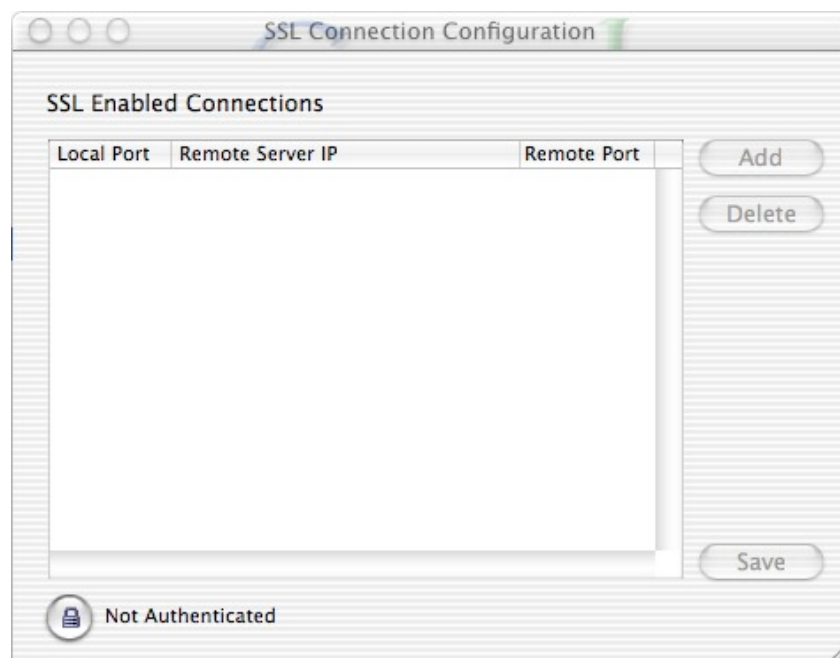 SSL Connection Configuration
SSL Enabled Connections
Local Port Remote Server IP Remote Port
Add
Delete
Save
Not Authenticated